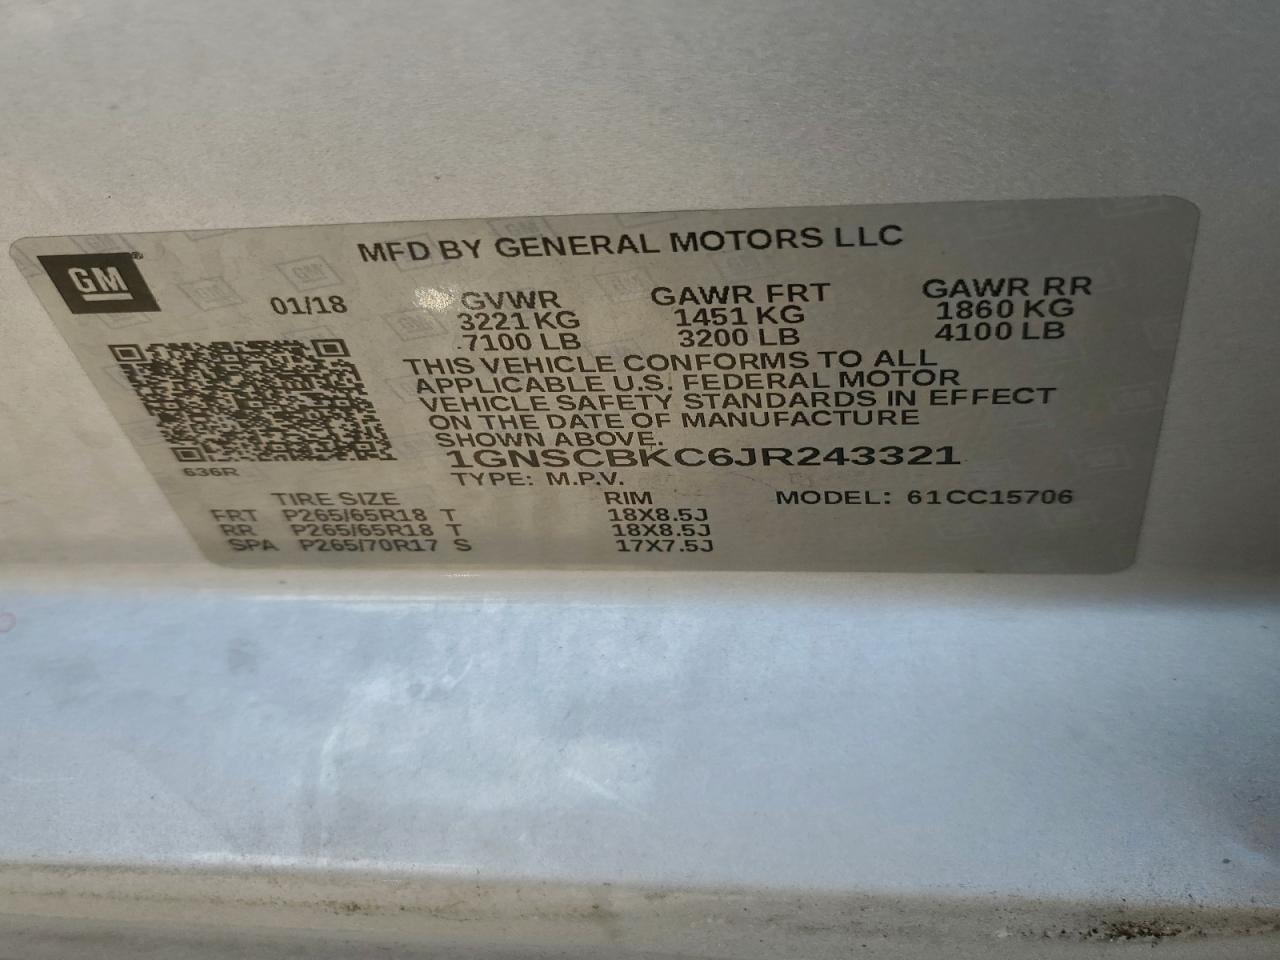 GM®
MFD BY GENERAL MOTORS LLC
01/18 GVWR GAWR FRT GAWR RR
3221 KG 1451 KG 1860 KG
7100 LB 3200 LB 4100 LB
THIS VEHICLE CONFORMS TO ALL
APPLICABLE U.S. FEDERAL MOTOR
VEHICLE SAFETY STANDARDS IN EFFECT
ON THE DATE OF MANUFACTURE
SHOWN ABOVE.
1GNSCBKC6JR243321
636R TYPE: M.P.V.
TIRE SIZE RIM MODEL: 61CC15706
FRT P265/65R18 T 18X8.5J
RR P265/65R18 T 18X8.5J
SPA P265/70R17 S 17X7.5J